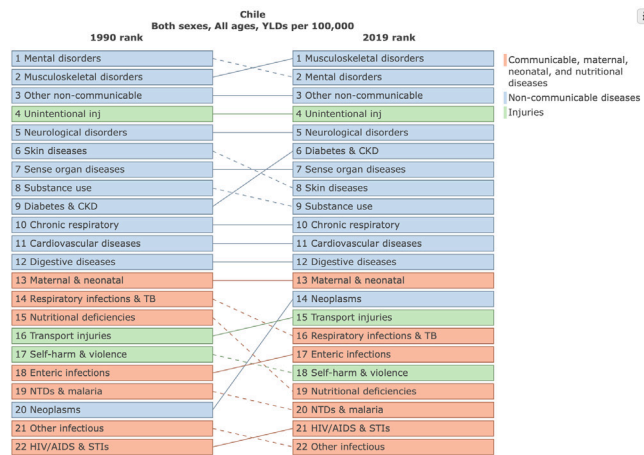 Chile
Both sexes, All ages, YLDs per 100,000
1990 rank
2019 rank
1 Mental disorders
2 Musculoskeletal disorders
3 Other non-communicable
4 Unintentional inj
5 Neurological disorders
6 Skin diseases
7 Sense organ diseases
8 Substance use
9 Diabetes & CKD
10 Chronic respiratory
11 Cardiovascular diseases
12 Digestive diseases
13 Maternal & neonatal
14 Respiratory infections & TB
15 Nutritional deficiencies
16 Transport injuries
17 Self-harm & violence
18 Enteric infections
19 NTDs & malaria
20 Neoplasms
21 Other infectious
22 HIV/AIDS & STIs
1 Musculoskeletal disorders
2 Mental disorders
3 Other non-communicable
4 Unintentional inj
5 Neurological disorders
6 Diabetes & CKD
7 Sense organ diseases
8 Skin diseases
9 Substance use
10 Chronic respiratory
11 Cardiovascular diseases
12 Digestive diseases
13 Maternal & neonatal
14 Neoplasms
15 Transport injuries
16 Respiratory infections & TB
17 Enteric infections
18 Self-harm & violence
19 Nutritional deficiencies
20 NTDs & malaria
21 HIV/AIDS & STIs
22 Other infectious
Communicable, maternal,
neonatal, and nutritional
diseases
Non-communicable diseases
Injuries